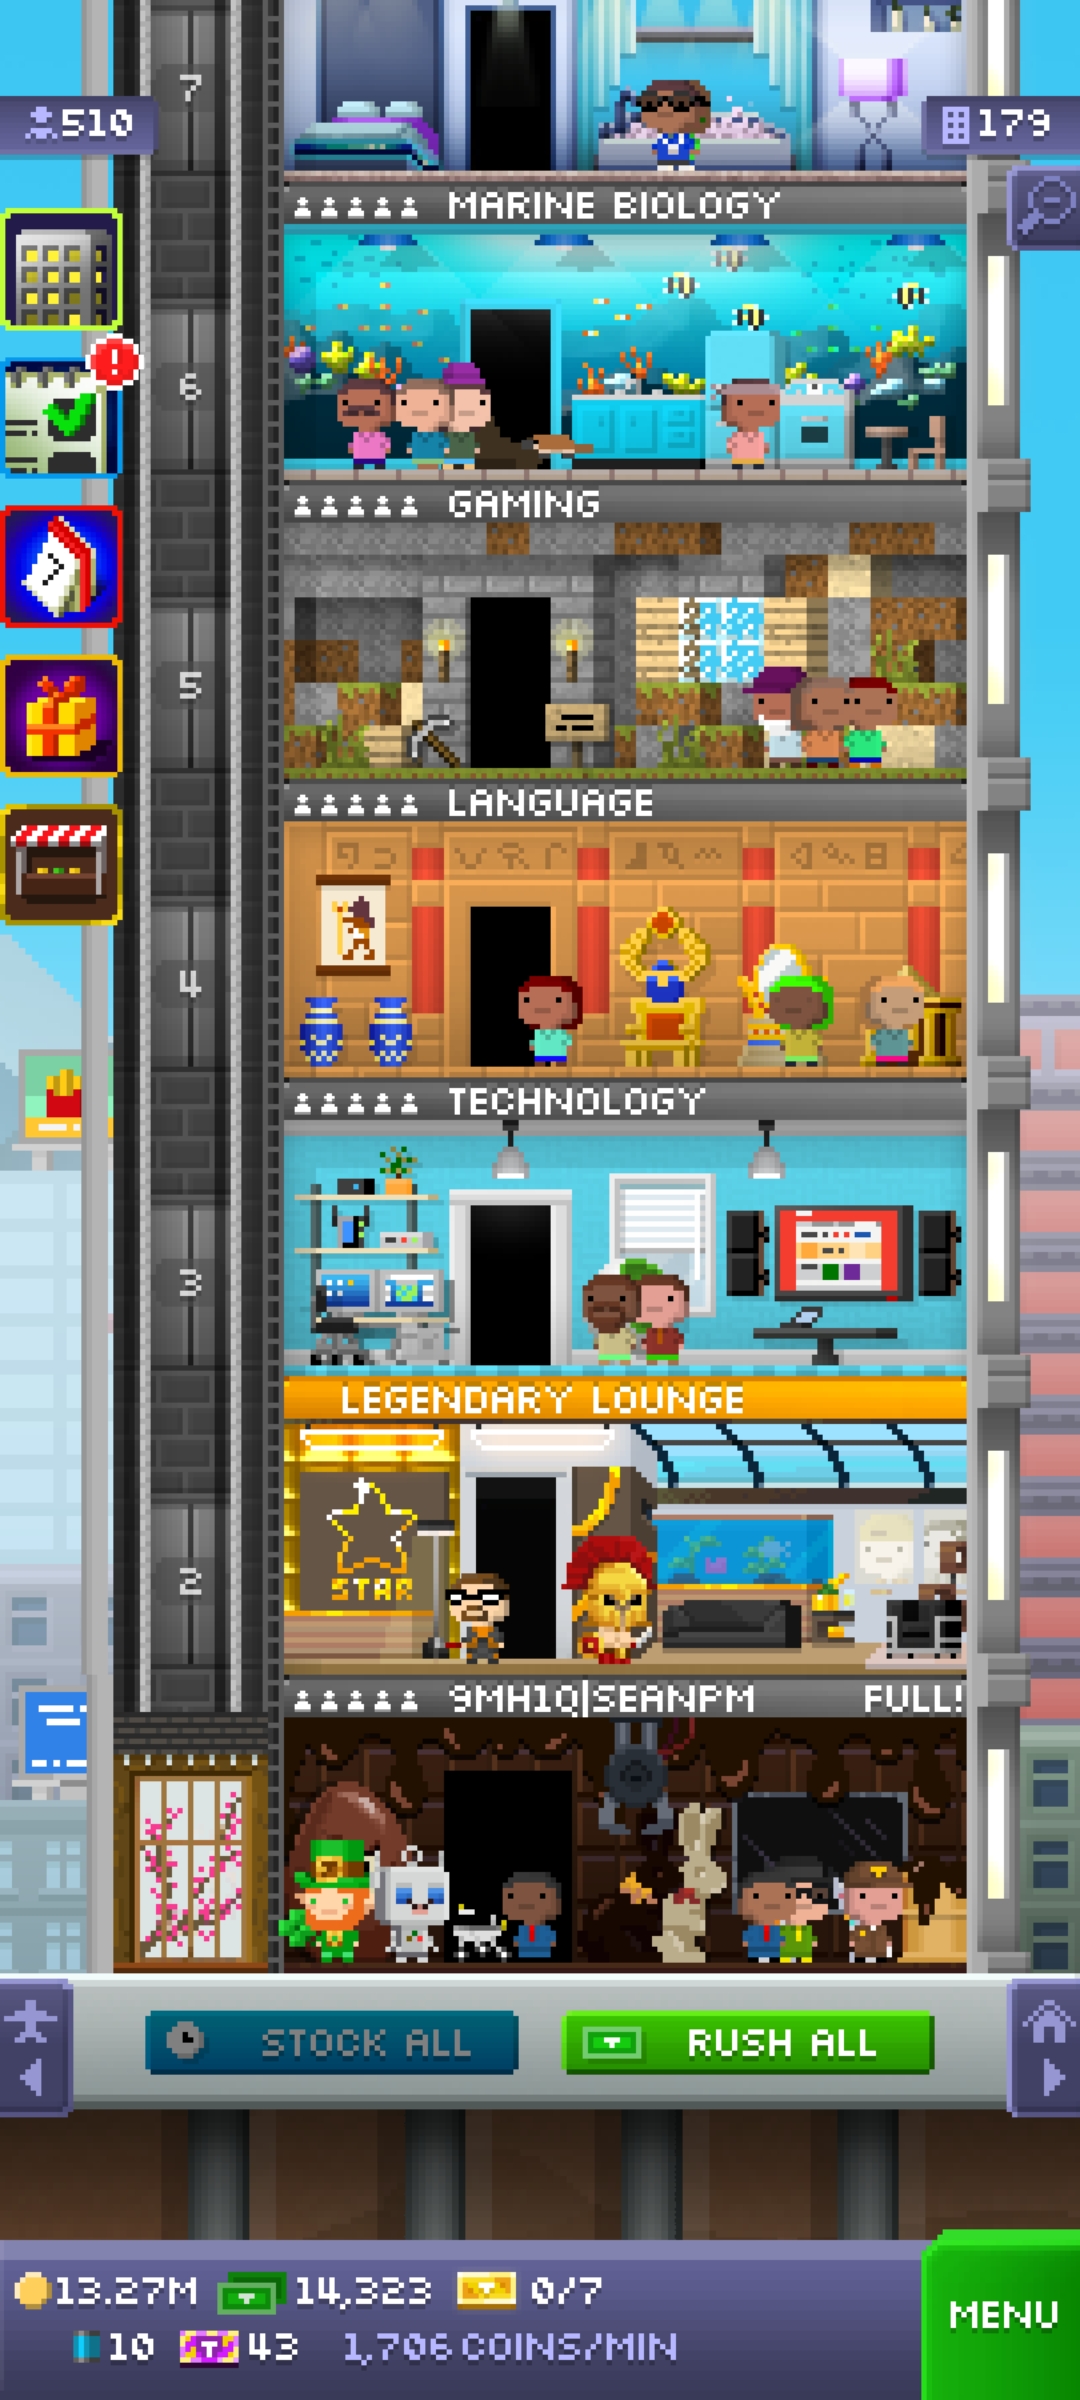 7
510
179
MARINE BIOLOGY
6
GAMING
5
LANGUAGE
4
TECHNOLOGY
3
LEGENDARY LOUNGE
STAR
2
9MH1Q|SEANPM FULL!
STOCK ALL
RUSH ALL
13.27M 14,323 0/7
10 43 1,706 COINS/MIN
MENU